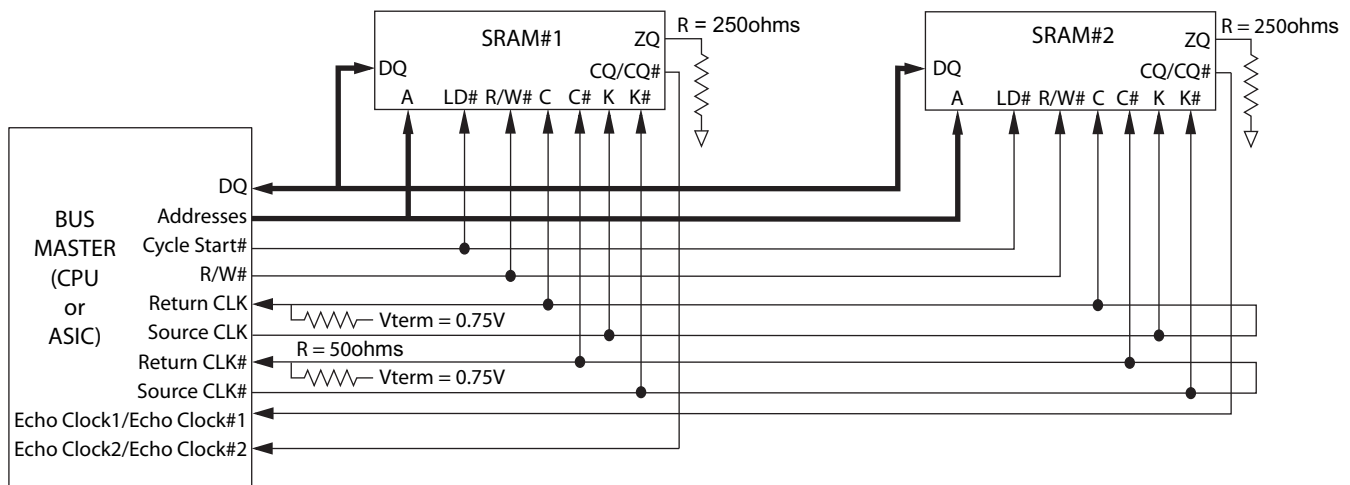 SRAM#1
ZQ
R = 250ohms
DQ
CQ/CQ#
A LD# R/W# C C# K K#
SRAM#2
ZQ
R = 250ohms
DQ
CQ/CQ#
A LD# R/W# C C# K K#
BUS
MASTER
(CPU
or
ASIC)
DQ
Addresses
Cycle Start#
R/W#
Return CLK
Vterm = 0.75V
Source CLK
R = 50ohms
Return CLK#
Vterm = 0.75V
Source CLK#
Echo Clock1/Echo Clock#1
Echo Clock2/Echo Clock#2